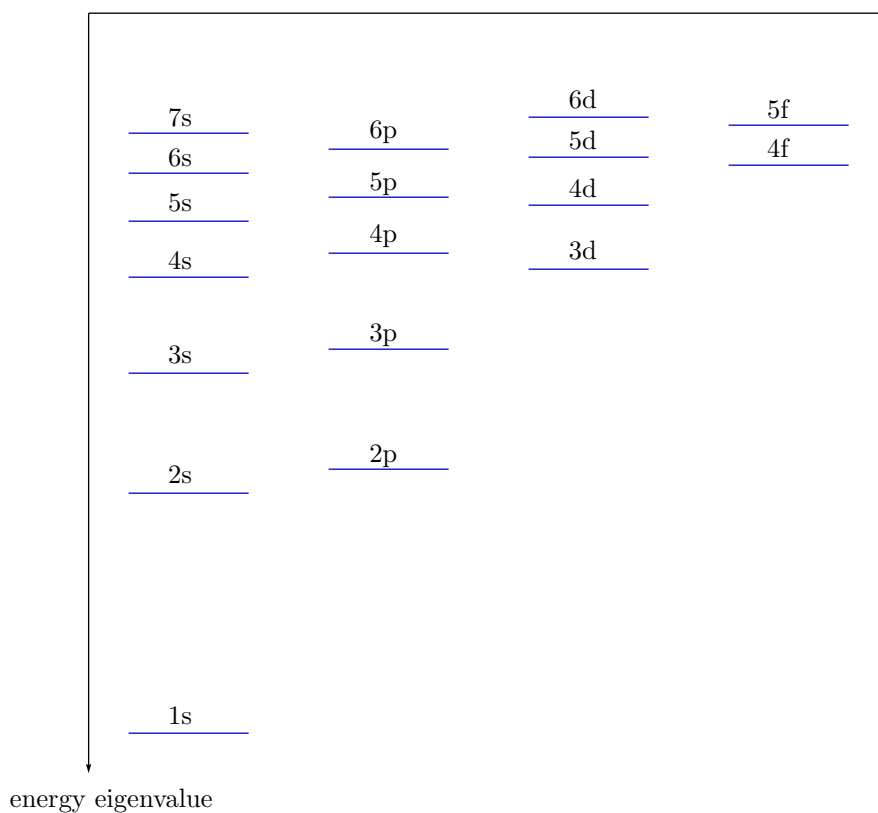 6d
5f
7s
6p
5d
4f
6s
5p
4d
5s
4p
3d
4s
3p
3s
2p
2s
1s
energy eigenvalue